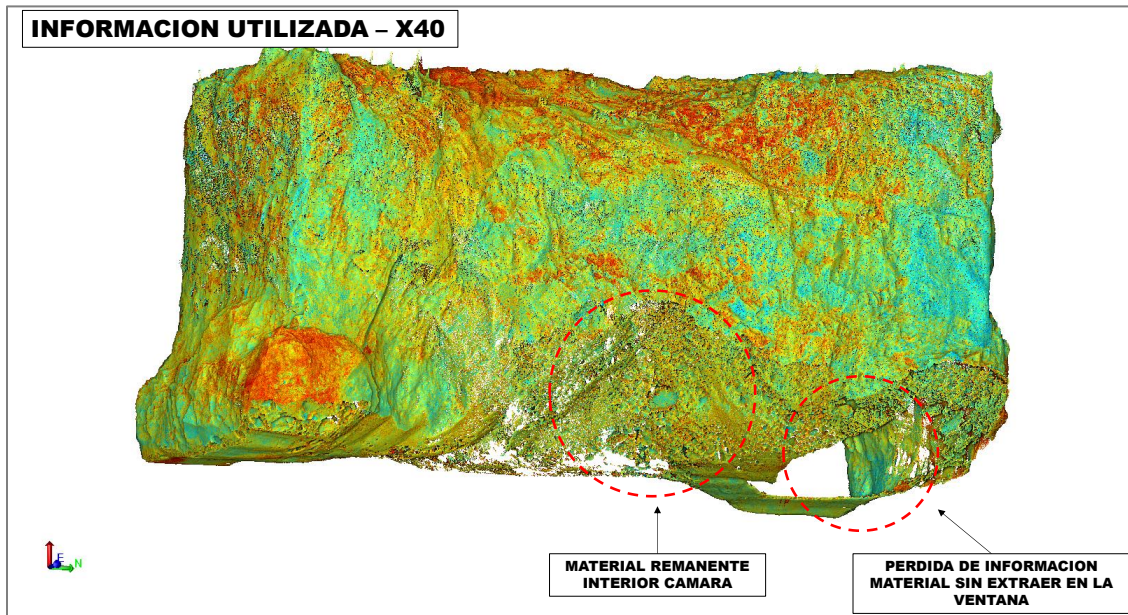 INFORMACION UTILIZADA – X40
E
N
MATERIAL REMANENTE
INTERIOR CAMARA
PERDIDA DE INFORMACION
MATERIAL SIN EXTRAER EN LA
VENTANA